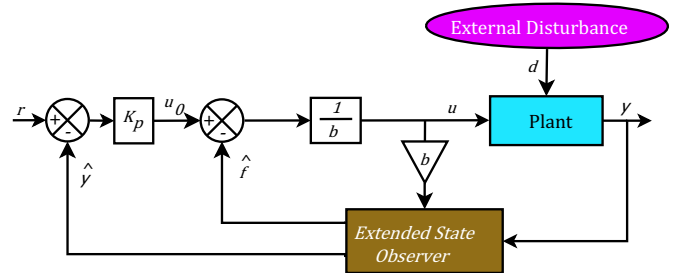 External Disturbance
d
r
+
-
K_p
u_0
+
-
1
b
u
Plant
y
b
^
y
^
f
Extended State
Observer